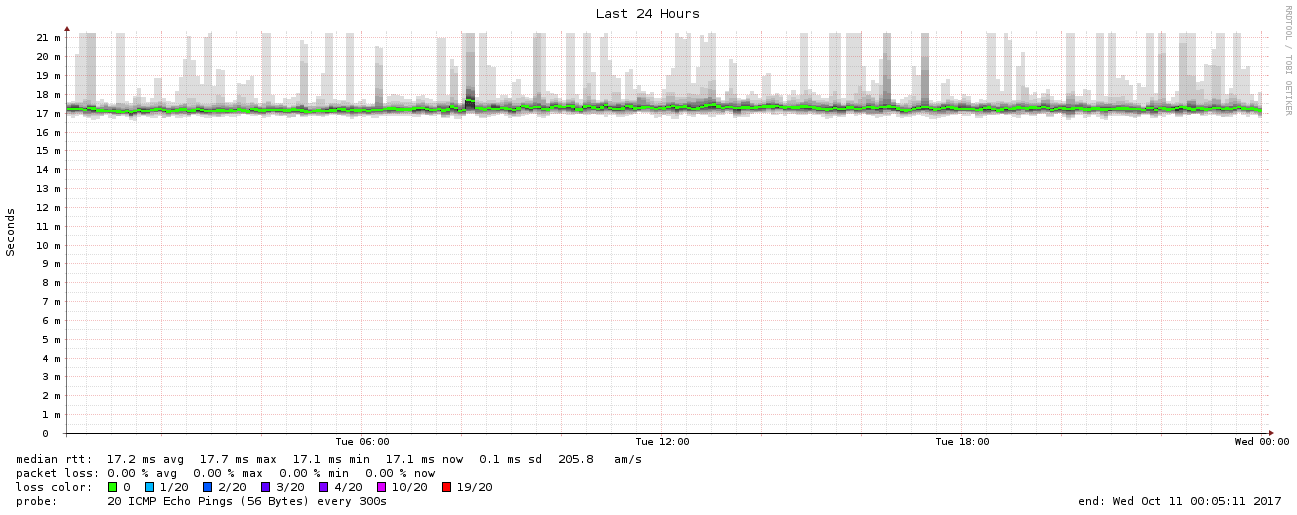 Last 24 Hours
RRDTOOL / TOBI OETIKER
Seconds
21 m
20 m
19 m
18 m
17 m
16 m
15 m
14 m
13 m
12 m
11 m
10 m
9 m
8 m
7 m
6 m
5 m
4 m
3 m
2 m
1 m
0
Tue 06:00 Tue 12:00 Tue 18:00 Wed 00:00
median rtt: 17.2 ms avg 17.7 ms max 17.1 ms min 17.1 ms now 0.1 ms sd 205.8 am/s
packet loss: 0.00 % avg 0.00 % max 0.00 % min 0.00 % now
loss color: 0 1/20 2/20 3/20 4/20 10/20 19/20
probe: 20 ICMP Echo Pings (56 Bytes) every 300s end: Wed Oct 11 00:05:11 2017